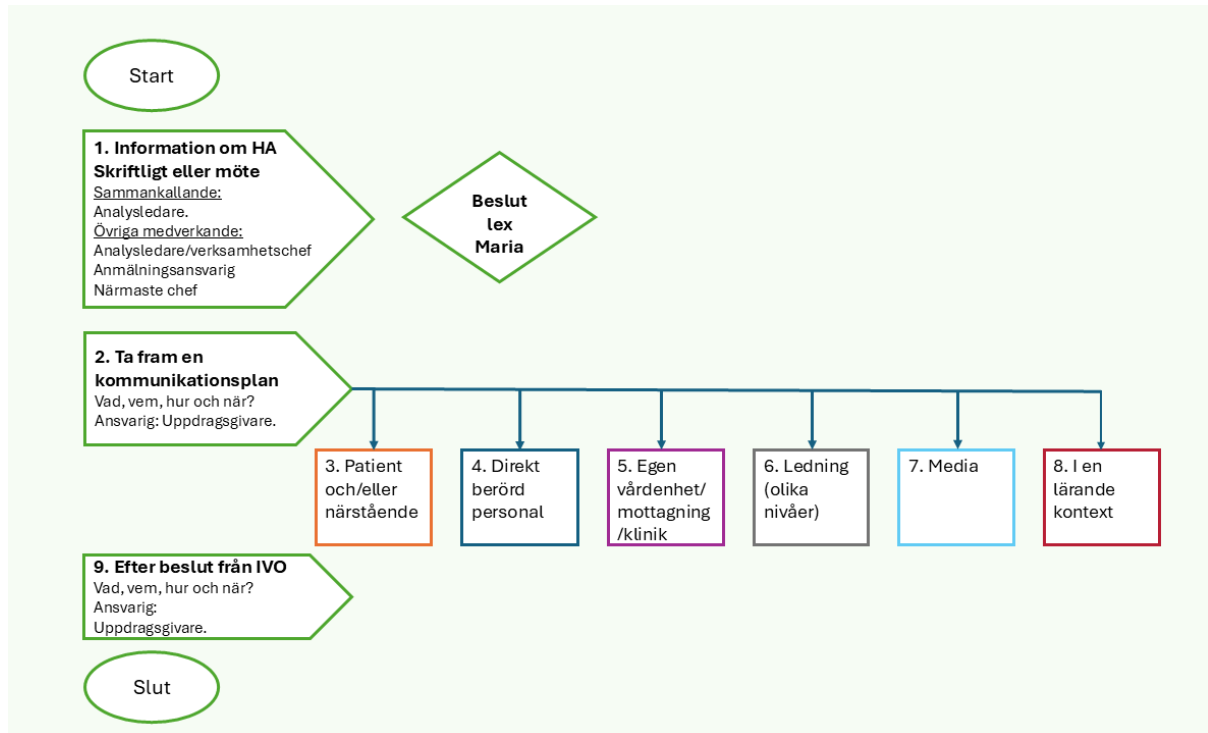 Start
1. Information om HA
Skriftligt eller möte
Sammankallande:
Analysledare.
Övriga medverkande:
Analysledare/verksamhetschef
Anmälningsansvarig
Närmaste chef
Beslut
lex
Maria
2. Ta fram en
kommunikationsplan
Vad, vem, hur och när?
Ansvarig: Uppdragsgivare.
3. Patient
och/eller
närstående
4. Direkt
berörd
personal
5. Egen
vårdenhet/
mottagning
/klinik
6. Ledning
(olika
nivåer)
7. Media
8. I en
lärande
kontext
9. Efter beslut från IVO
Vad, vem, hur och när?
Ansvarig:
Uppdragsgivare.
Slut